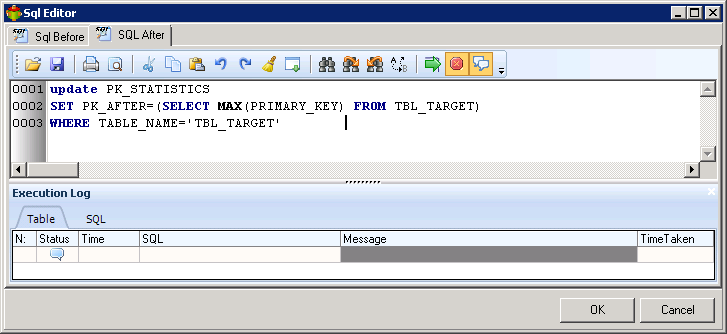 Sql Editor
Sql Before
SQL After
0001 update PK_STATISTICS
0002 SET PK_AFTER=(SELECT MAX(PRIMARY_KEY) FROM TBL_TARGET)
0003 WHERE TABLE_NAME='TBL_TARGET'
Execution Log
Table SQL
N: Status Time SQL Message TimeTaken
OK Cancel